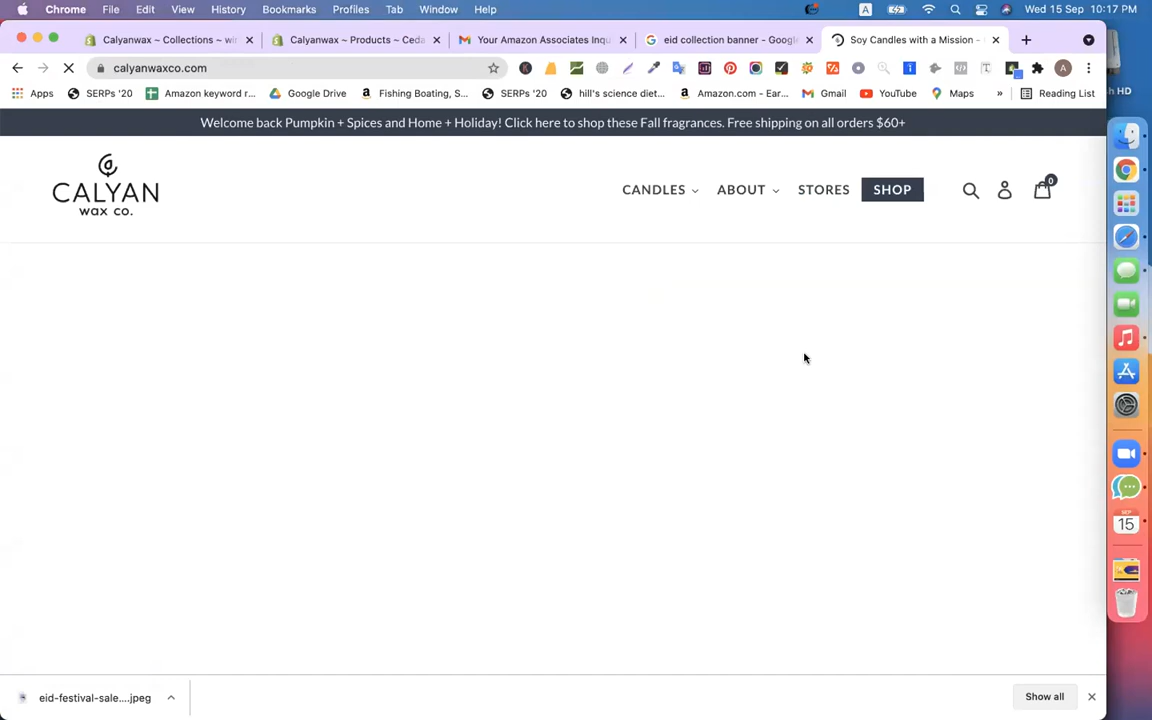 Chrome File Edit View History Bookmarks Profiles Tab Window Help A Wed 15 Sep 10:17 PM
Calyanwax ~ Collections ~ wi Calyanwax ~ Products ~ Ceda Your Amazon Associates Inqu eid collection banner - Google Soy Candles with a Mission -
calyanwaxco.com A
Apps SERPs '20 Amazon keyword r... Google Drive Fishing Boating, S... SERPs '20 hill's science diet... Amazon.com - Ear... Gmail YouTube Maps » Reading List
Welcome back Pumpkin + Spices and Home + Holiday! Click here to shop these Fall fragrances. Free shipping on all orders $60+
CALYAN
wax co.
CANDLES ABOUT STORES SHOP 0
SEP
15
eid-festival-sale....jpeg Show all